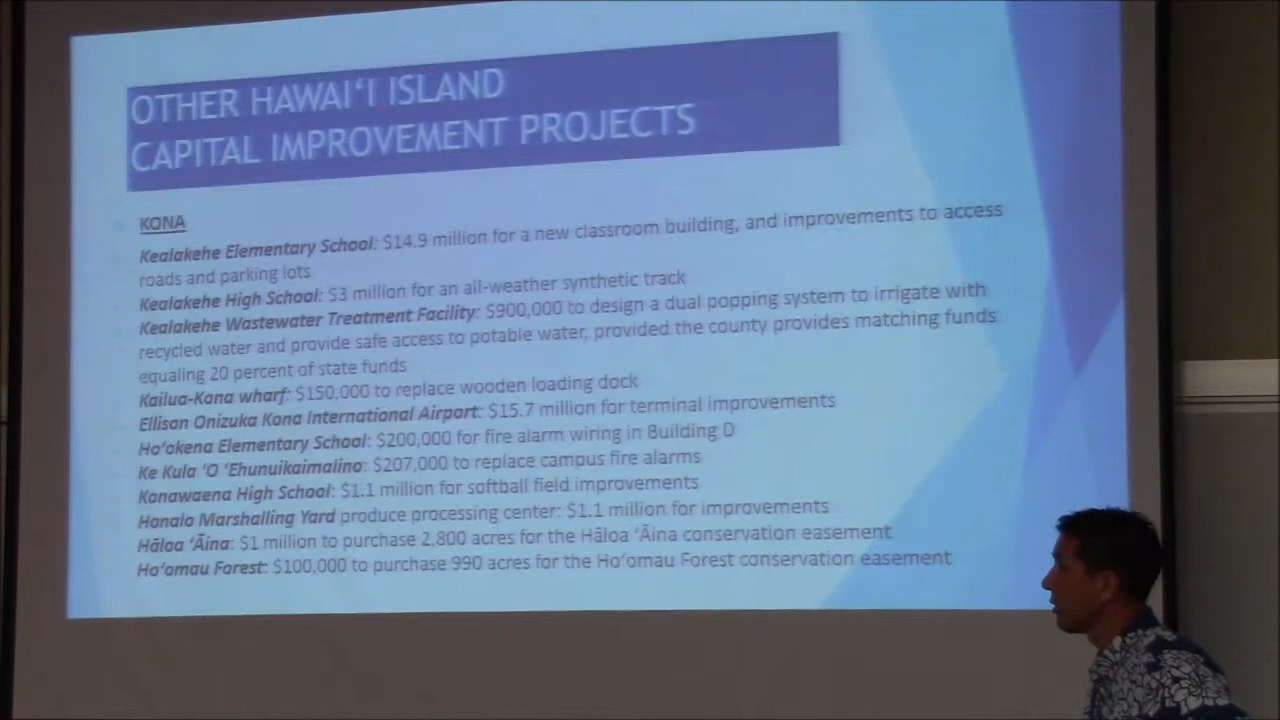 OTHER HAWAIʻI ISLAND
CAPITAL IMPROVEMENT PROJECTS
KONA
Kealakehe Elementary School: $14.9 million for a new classroom building, and improvements to access
roads and parking lots
Kealakehe High School: $3 million for an all-weather synthetic track
Kealakehe Wastewater Treatment Facility: $900,000 to design a dual popping system to irrigate with
recycled water and provide safe access to potable water, provided the county provides matching funds
equaling 20 percent of state funds
Kailua-Kona wharf: $150,000 to replace wooden loading dock
Ellison Onizuka Kona International Airport: $15.7 million for terminal improvements
Hoʻokena Elementary School: $200,000 for fire alarm wiring in Building D
Ke Kula ʻO ʻEhunuikaimalino: $207,000 to replace campus fire alarms
Konawaena High School: $1.1 million for softball field improvements
Honalo Marshalling Yard produce processing center: $1.1 million for improvements
Hāloa ʻĀina: $1 million to purchase 2,800 acres for the Hāloa ʻĀina conservation easement
Hoʻomau Forest: $100,000 to purchase 990 acres for the Hoʻomau Forest conservation easement